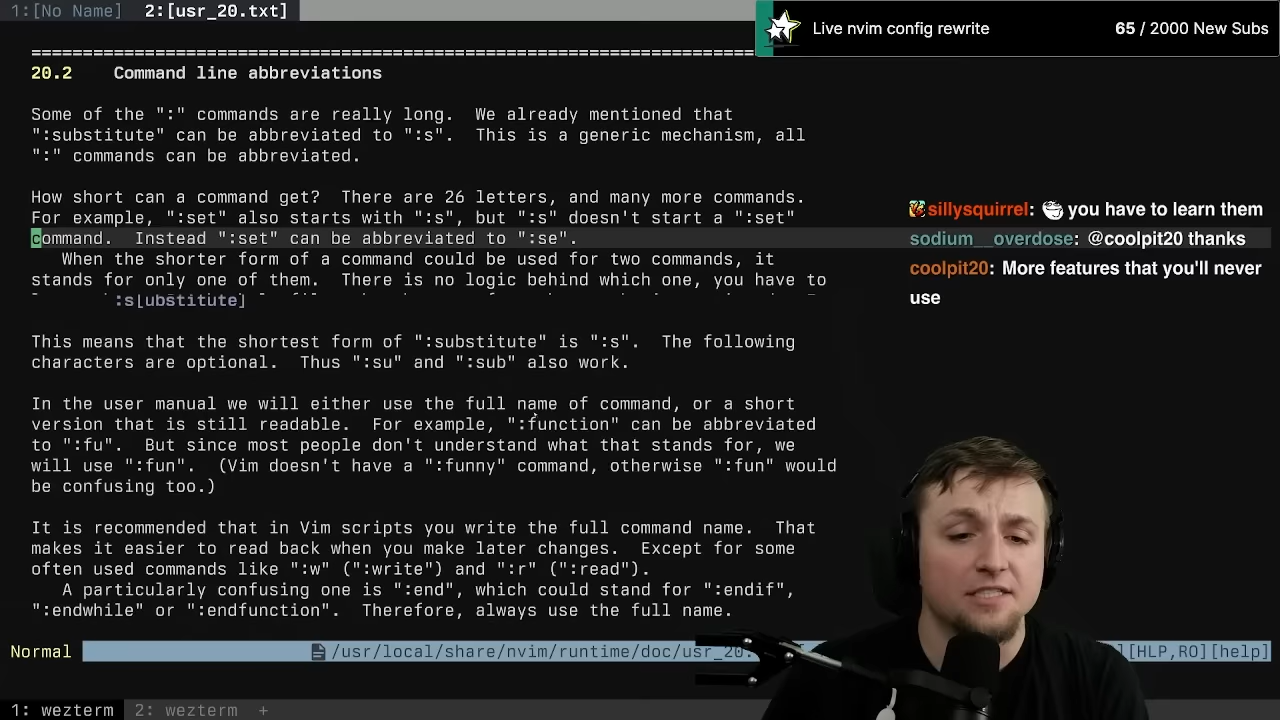 1:[No Name]  2:[usr_20.txt]
Live nvim config rewrite
65 / 2000 New Subs
==============================================================================
20.2    Command line abbreviations
Some of the ":" commands are really long.  We already mentioned that
":substitute" can be abbreviated to ":s".  This is a generic mechanism, all
":" commands can be abbreviated.
How short can a command get?  There are 26 letters, and many more commands.
For example, ":set" also starts with ":s", but ":s" doesn't start a ":set"
command.  Instead ":set" can be abbreviated to ":se".
When the shorter form of a command could be used for two commands, it
stands for only one of them.  There is no logic behind which one, you have to
:s[ubstitute]
This means that the shortest form of ":substitute" is ":s".  The following
characters are optional.  Thus ":su" and ":sub" also work.
In the user manual we will either use the full name of command, or a short
version that is still readable.  For example, ":function" can be abbreviated
to ":fu".  But since most people don't understand what that stands for, we
will use ":fun".  (Vim doesn't have a ":funny" command, otherwise ":fun" would
be confusing too.)
It is recommended that in Vim scripts you write the full command name.  That
makes it easier to read back when you make later changes.  Except for some
often used commands like ":w" (":write") and ":r" (":read").
A particularly confusing one is ":end", which could stand for ":endif",
":endwhile" or ":endfunction".  Therefore, always use the full name.
sillysquirrel: you have to learn them
sodium__overdose: @coolpit20 thanks
coolpit20: More features that you'll never
use
Normal /usr/local/share/nvim/runtime/doc/usr_20. [HLP,RO][help]
1: wezterm  2: wezterm  +